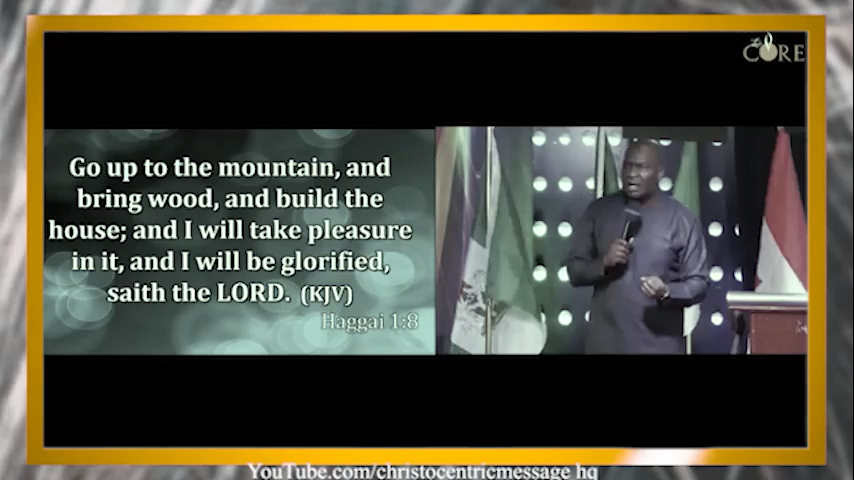 THE
CORE
Go up to the mountain, and
bring wood, and build the
house; and I will take pleasure
in it, and I will be glorified,
saith the LORD. (KJV)
Haggai 1:8
YouTube.com/christocentricmessage hq